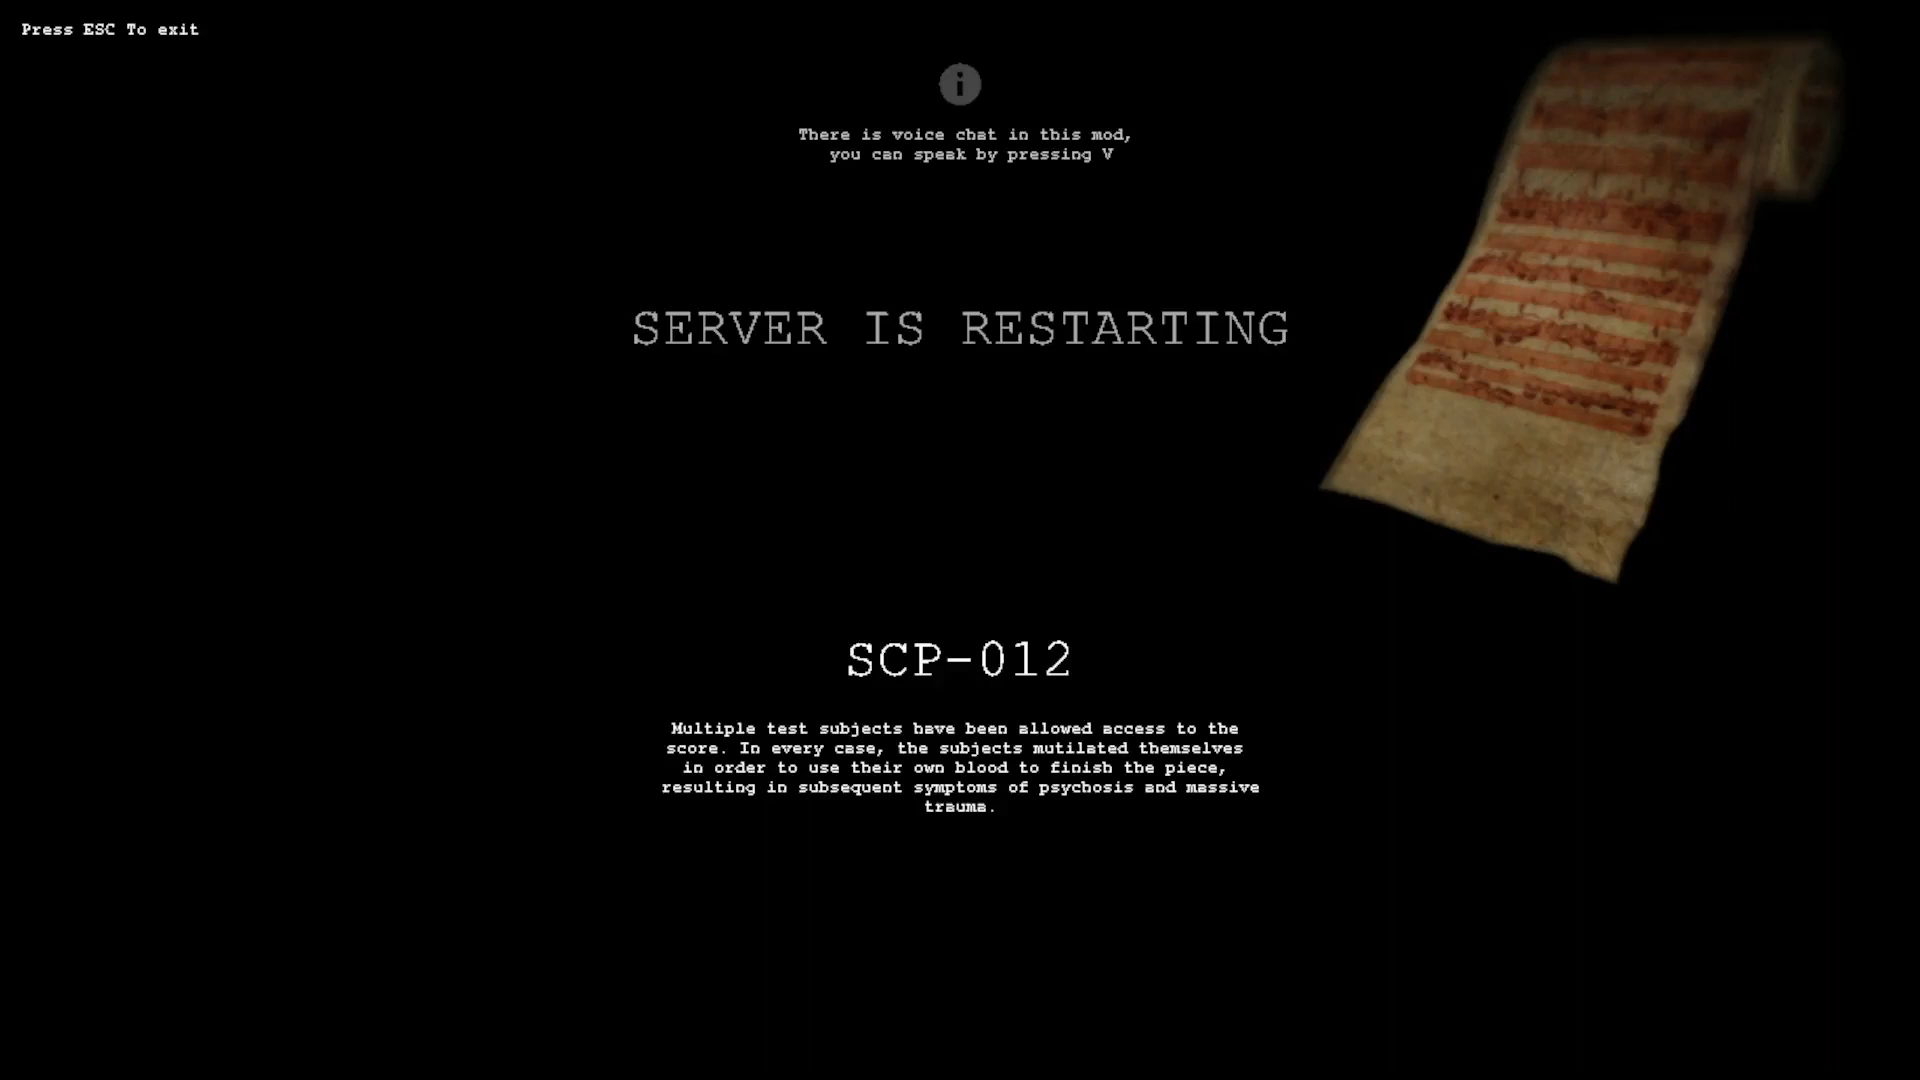 Press ESC To exit
i
There is voice chat in this mod,
you can speak by pressing V
SERVER IS RESTARTING
SCP-012
Multiple test subjects have been allowed access to the
score. In every case, the subjects mutilated themselves
in order to use their own blood to finish the piece,
resulting in subsequent symptoms of psychosis and massive
trauma.